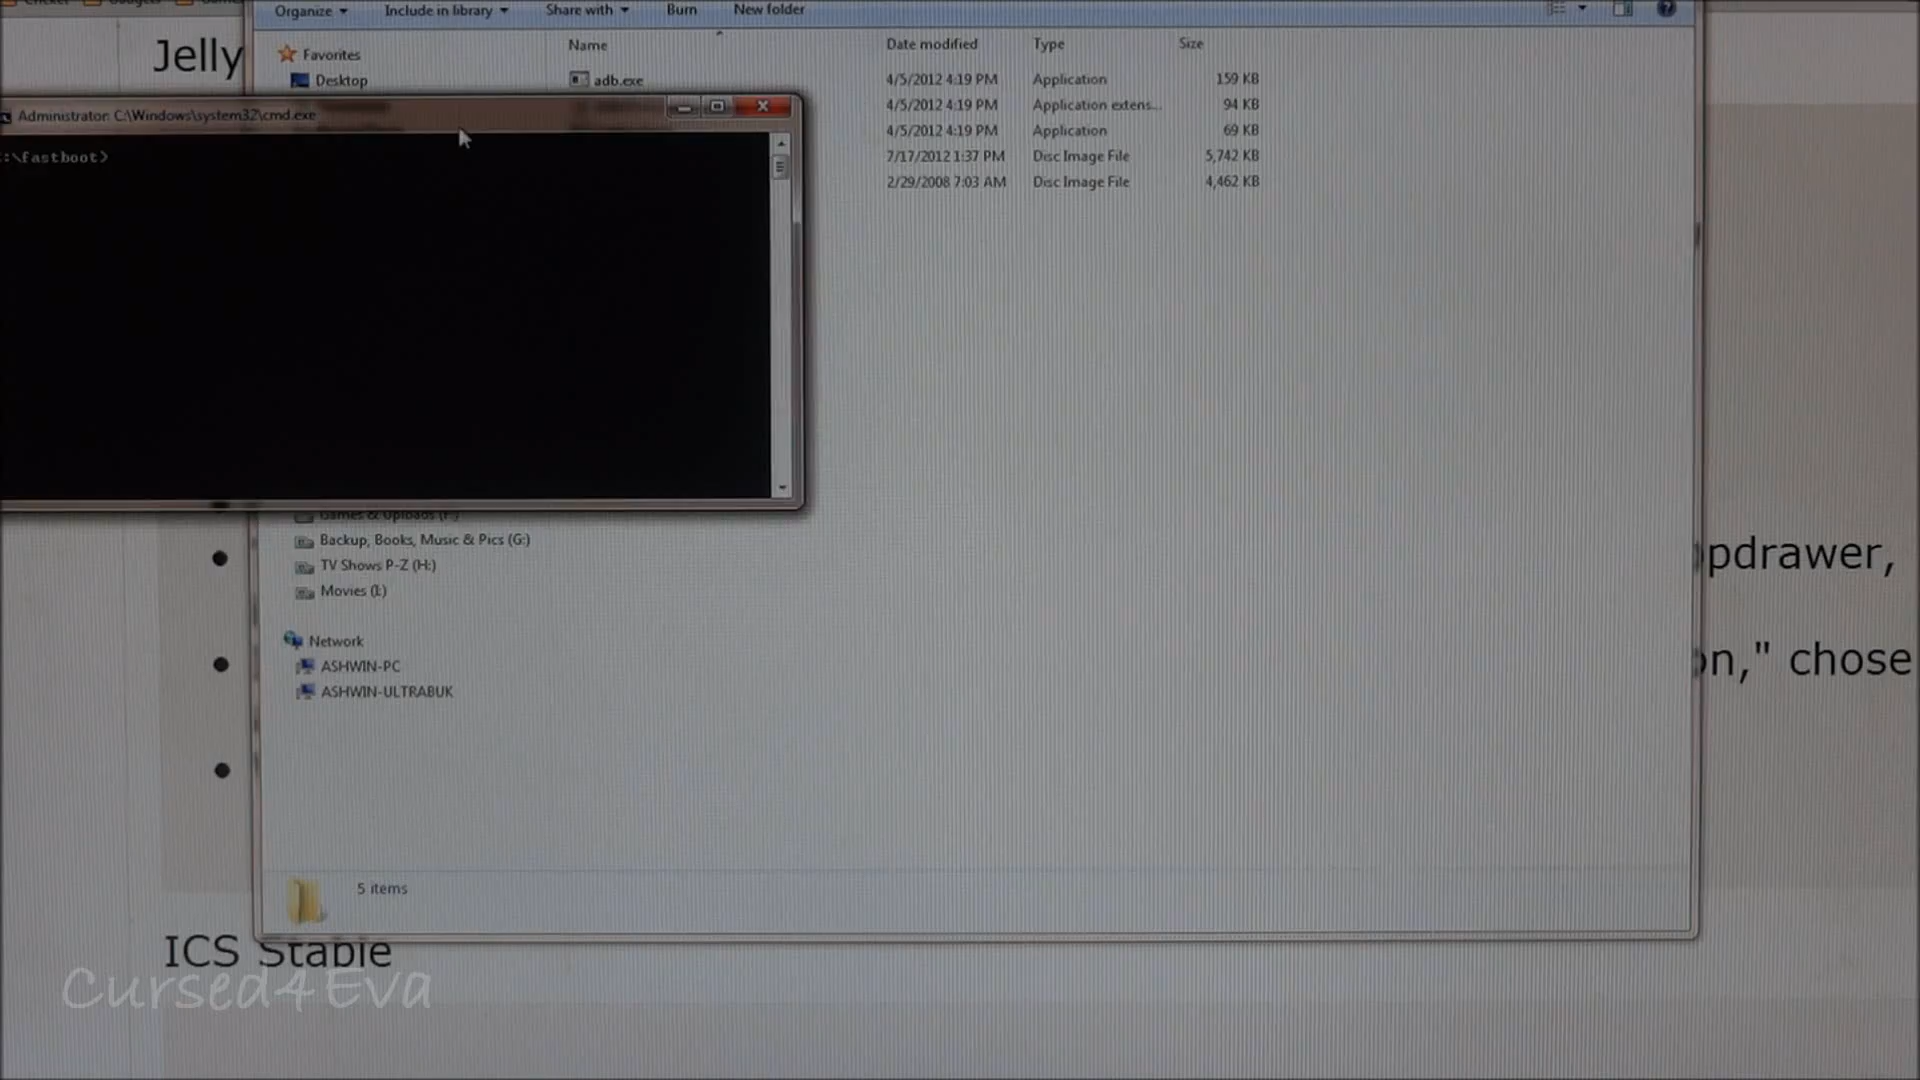 Organize
Include in library
Share with
Burn
New folder
Jelly
Favorites
Desktop
Name
Date modified
Type
Size
adb.exe
4/5/2012 4:19 PM Application 159 KB
4/5/2012 4:19 PM Application extens... 94 KB
4/5/2012 4:19 PM Application 69 KB
7/17/2012 1:37 PM Disc Image File 5,742 KB
2/29/2008 7:03 AM Disc Image File 4,462 KB
Administrator: C:\Windows\system32\cmd.exe
:\fastboot>
Games & Uploads (F:)
Backup, Books, Music & Pics (G:)
TV Shows P-Z (H:)
Movies (I:)
Network
ASHWIN-PC
ASHWIN-ULTRABUK
pdrawer,
on," chose
5 items
ICS Stable
Cursed4Eva